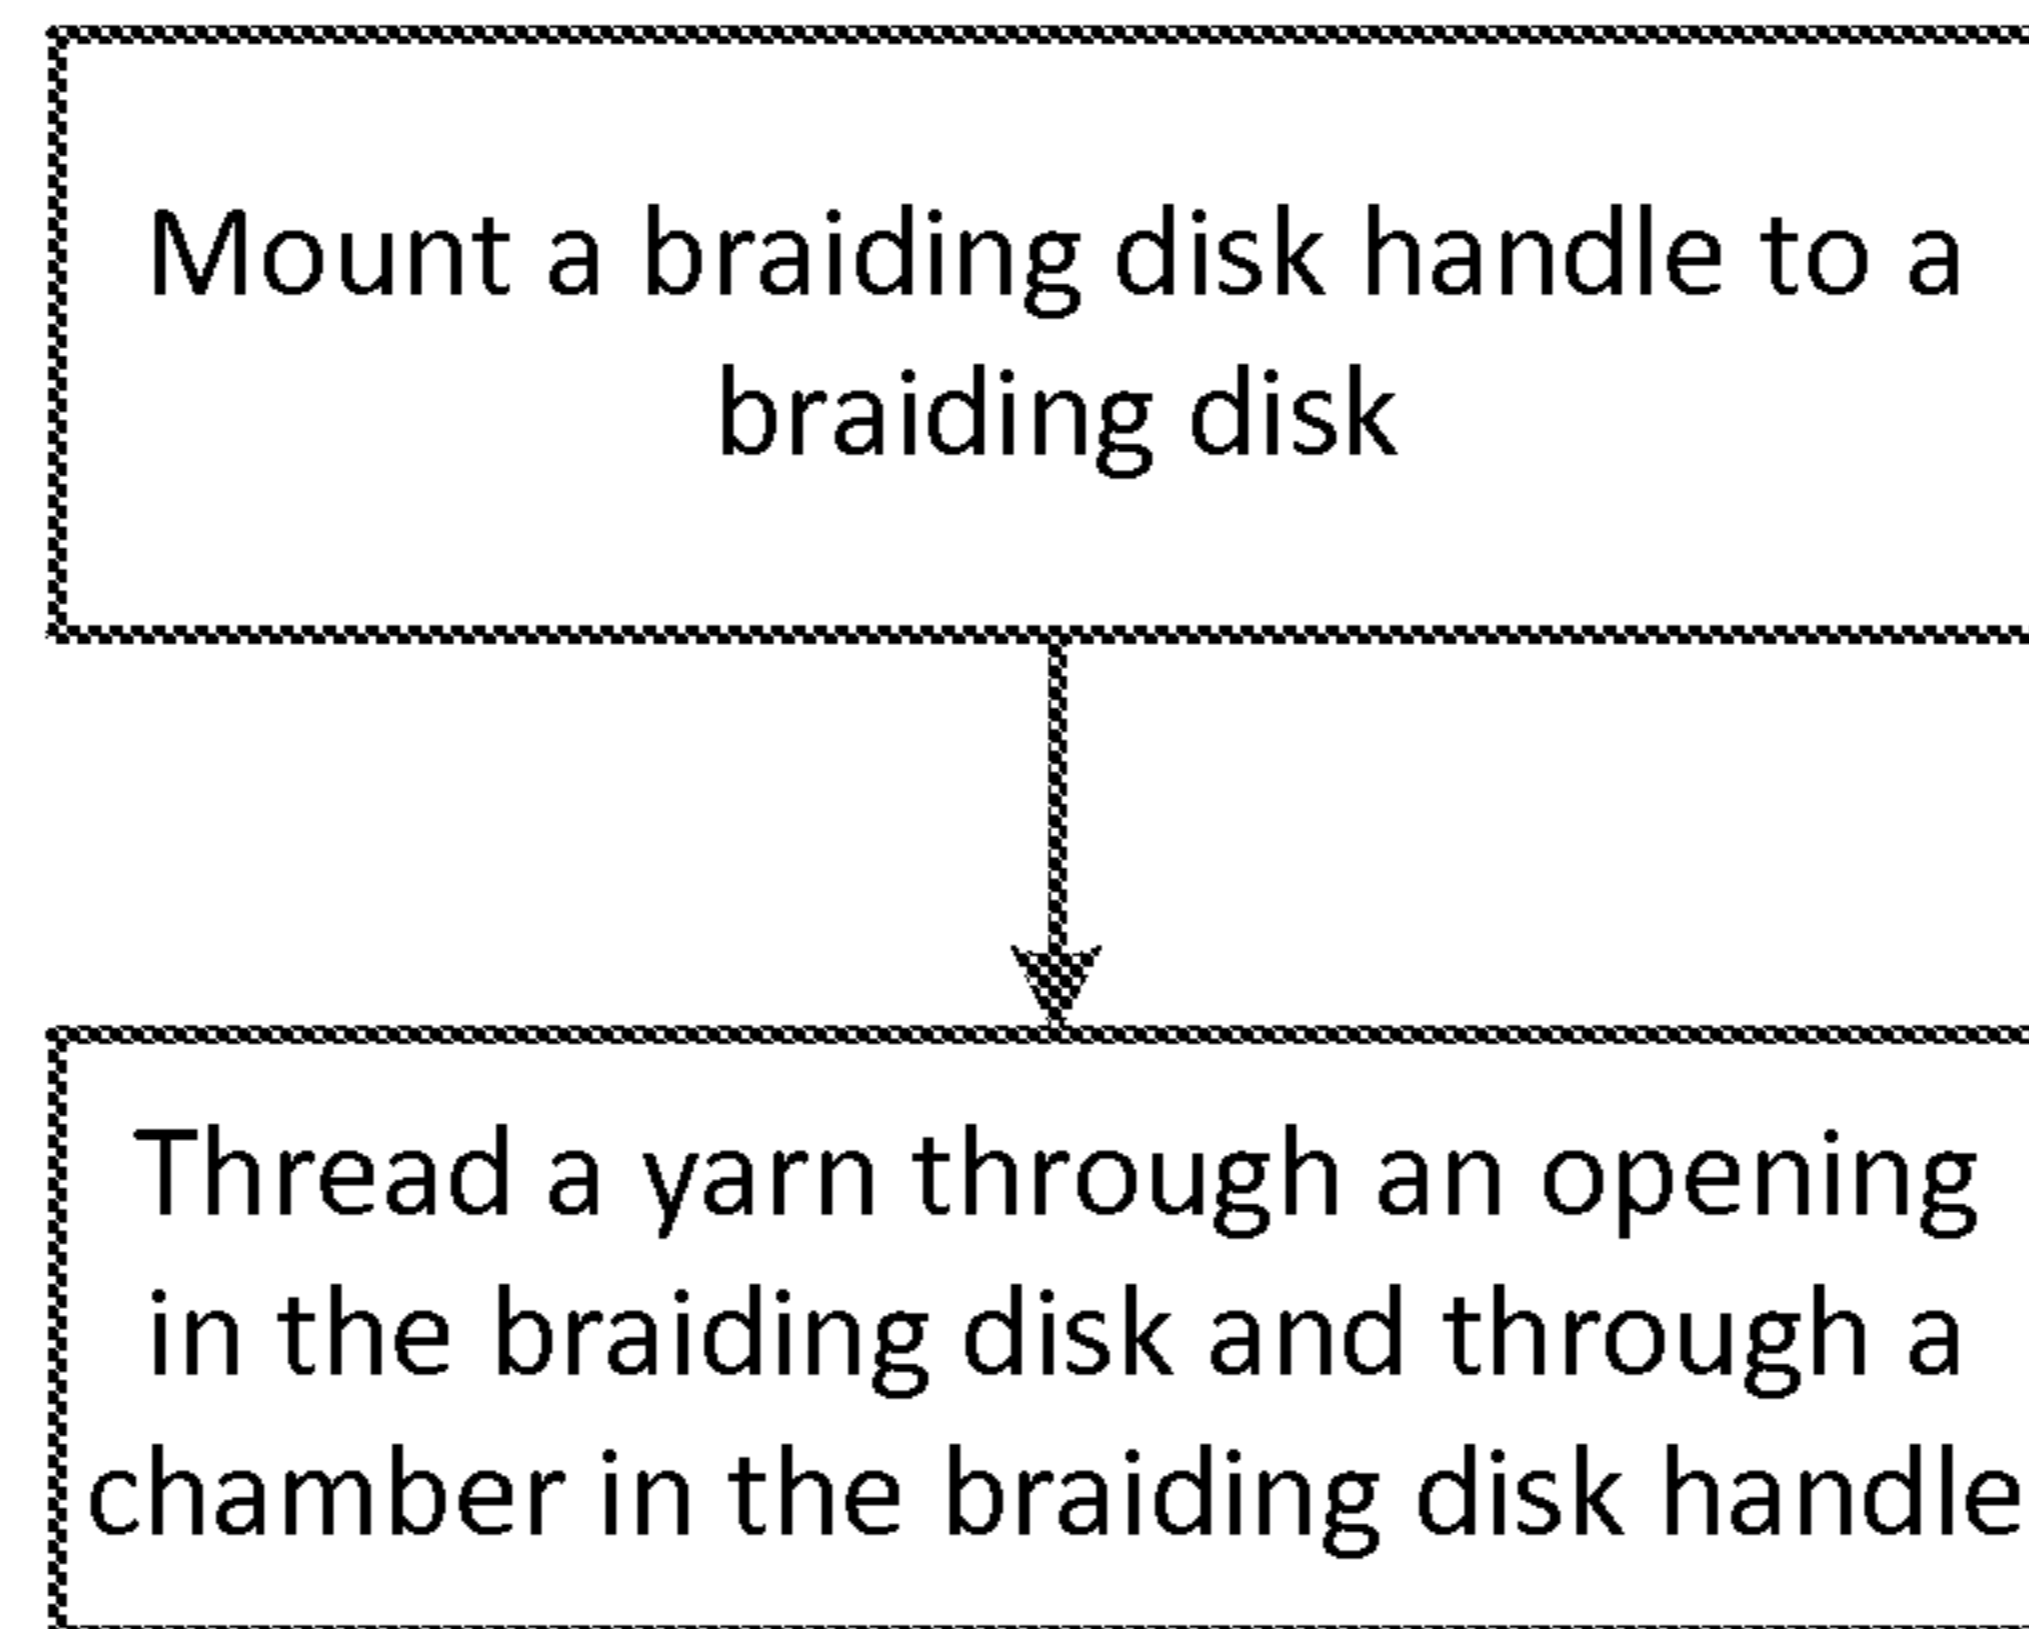 Mount a braiding disk handle to a
braiding disk
Thread a yarn through an opening
in the braiding disk and through a
chamber in the braiding disk handle